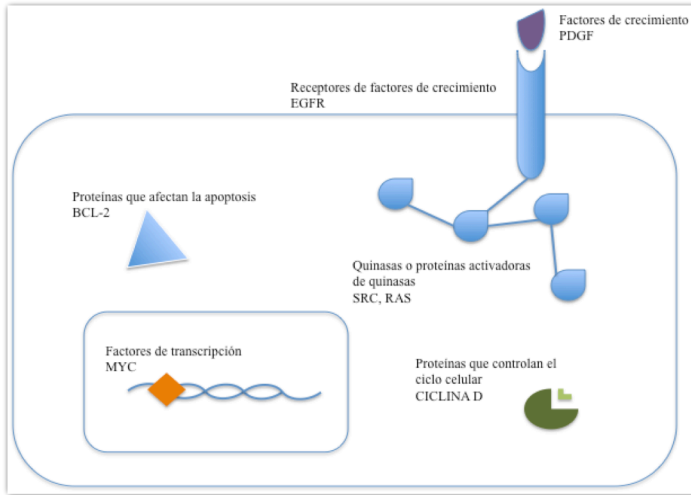 Factores de crecimiento
PDGF
Receptores de factores de crecimiento
EGFR
Proteínas que afectan la apoptosis
BCL-2
Quinasas o proteínas activadoras
de quinasas
SRC, RAS
Factores de transcripción
MYC
Proteínas que controlan el
ciclo celular
CICLINA D